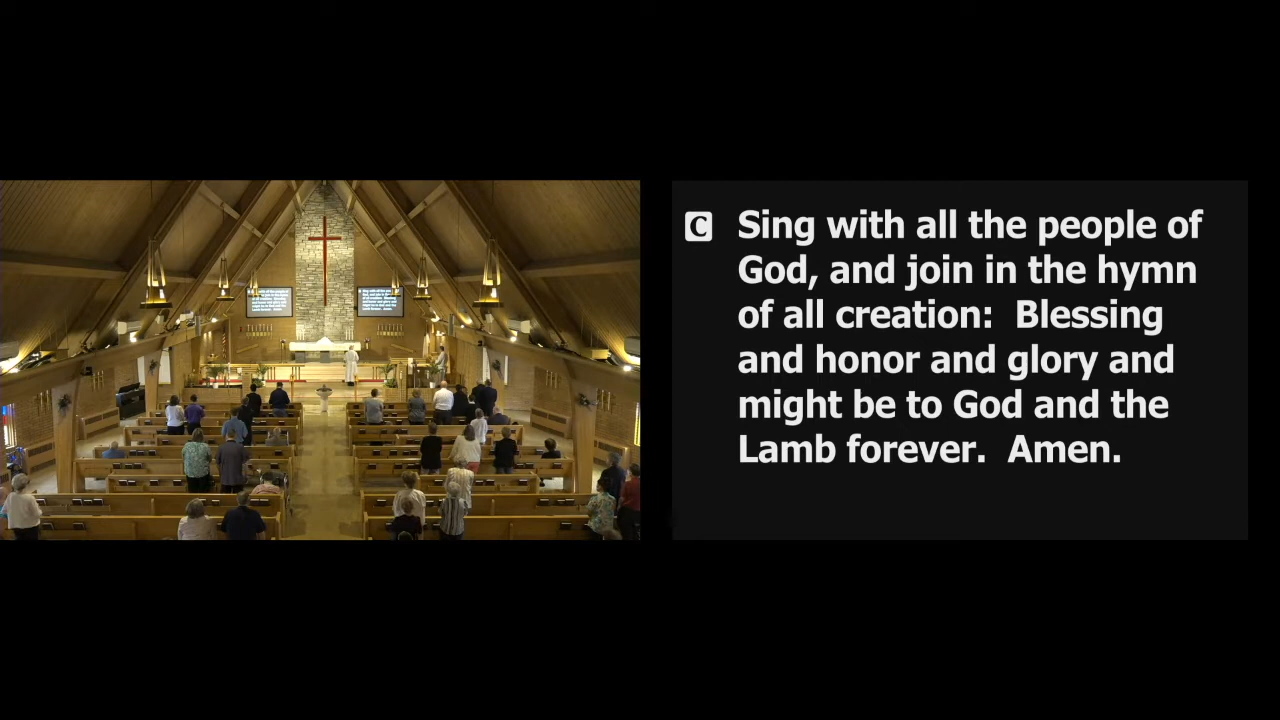 C Sing with all the people of
God, and join in the hymn
of all creation:  Blessing
and honor and glory and
might be to God and the
Lamb forever.  Amen.